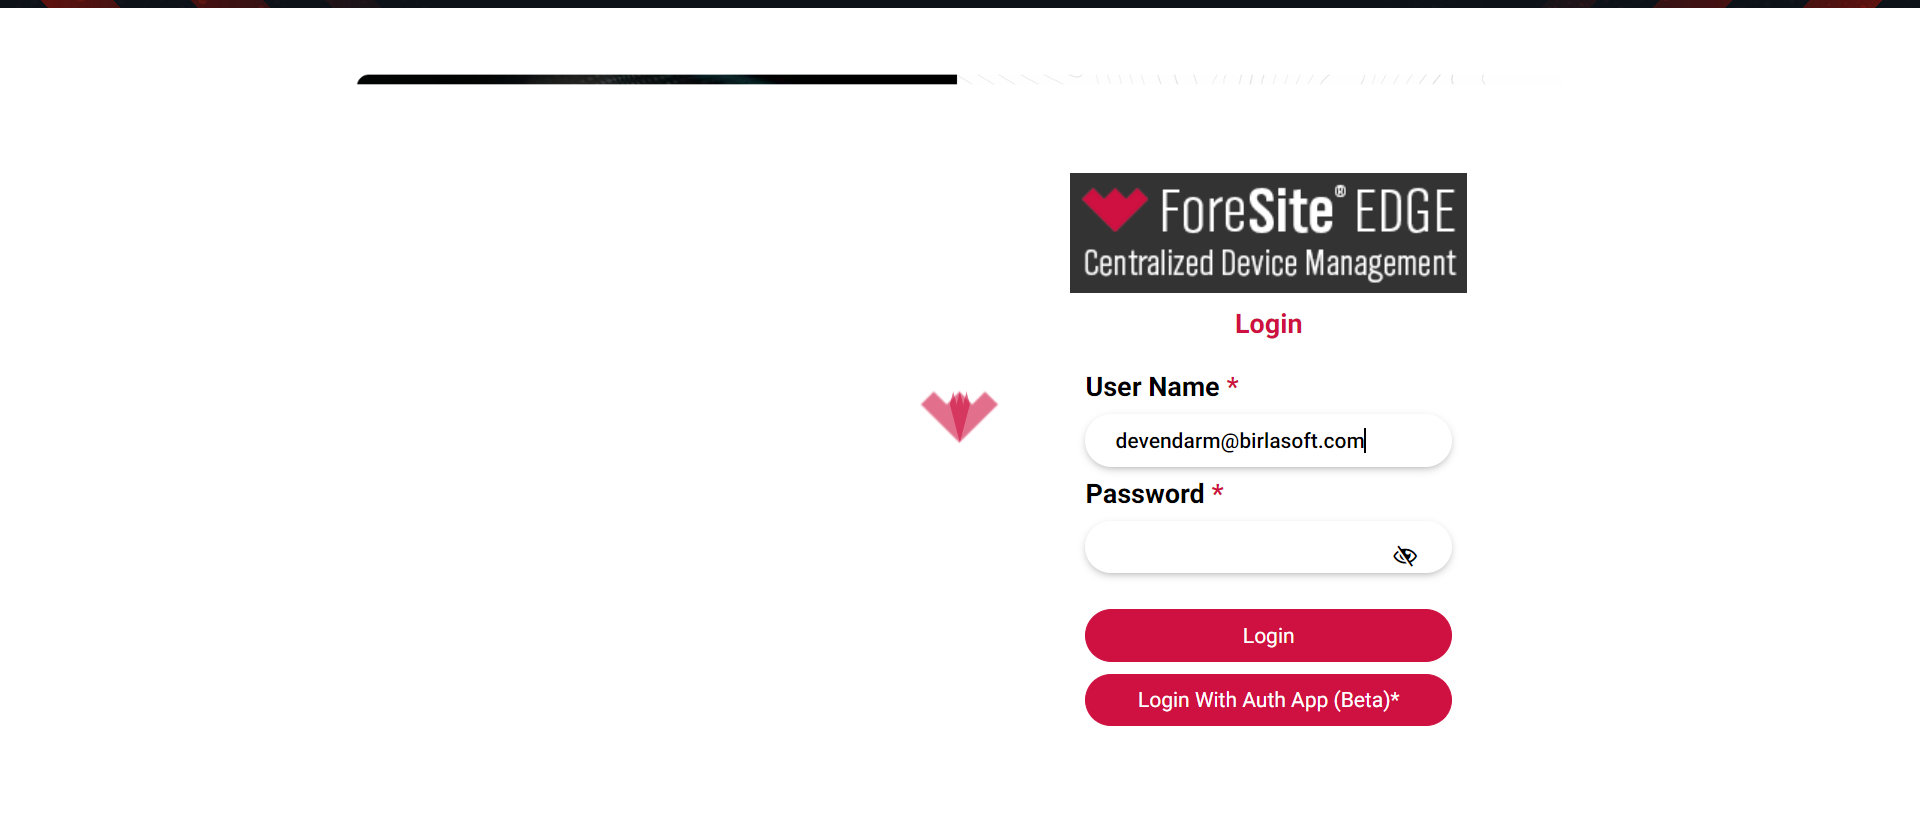 ForeSite® EDGE
Centralized Device Management
Login
User Name *
devendarm@birlasoft.com
Password *
Login
Login With Auth App (Beta)*